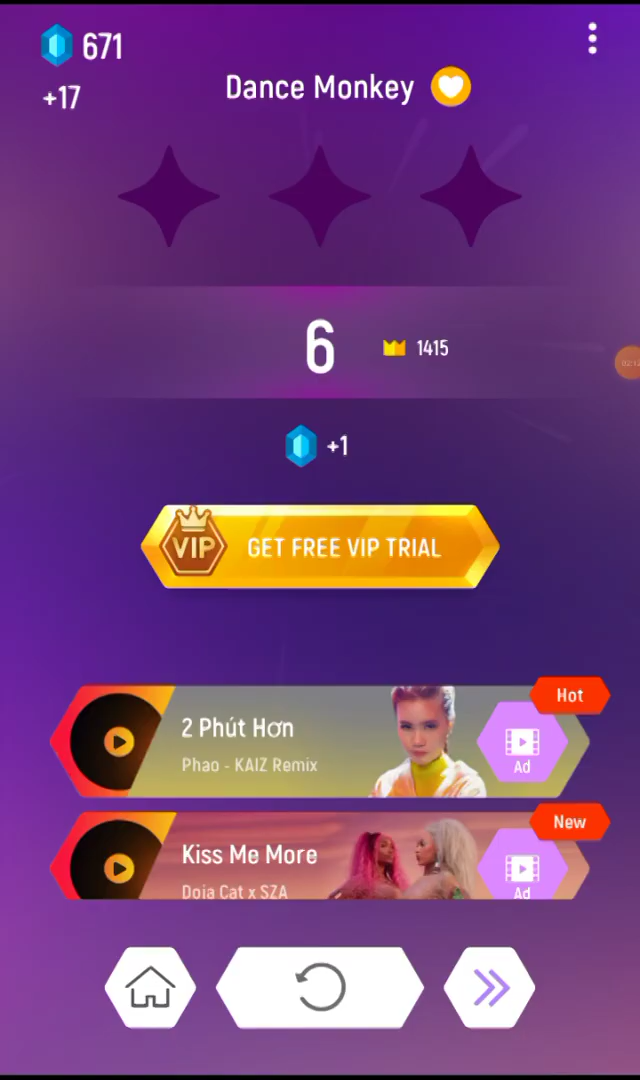 671
+17
Dance Monkey
6
1415
+1
VIP
GET FREE VIP TRIAL
Hot
2 Phút Hơn
Phao - KAIZ Remix
Ad
New
Kiss Me More
Doja Cat x SZA
Ad